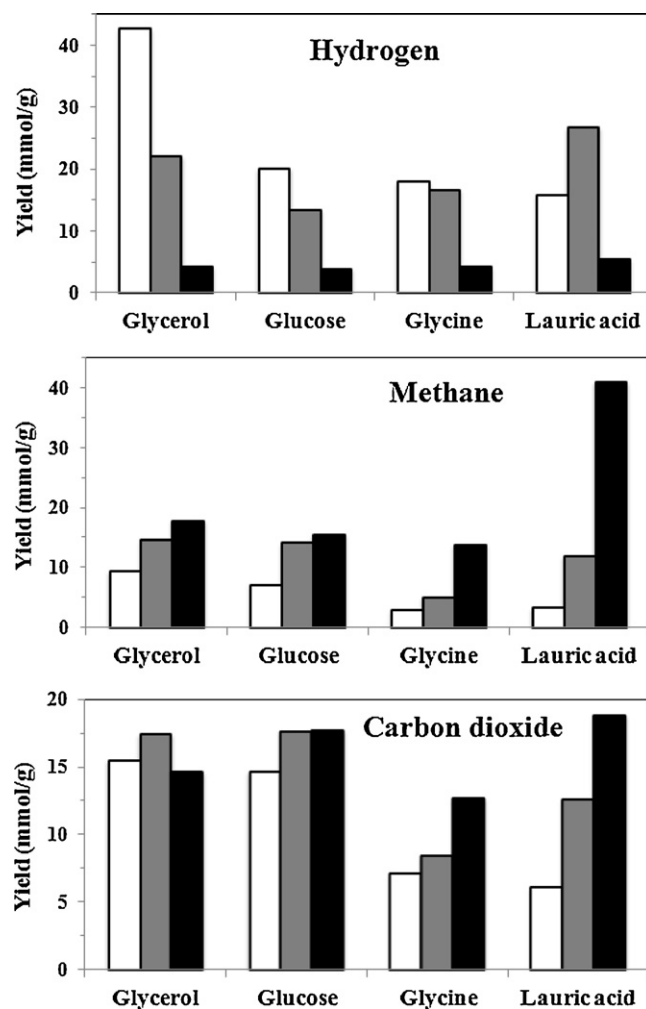 Hydrogen
Yield (mmol/g)
40
30
20
10
0
Glycerol Glucose Glycine Lauric acid
Methane
Yield (mmol/g)
40
30
20
10
0
Glycerol Glucose Glycine Lauric acid
Carbon dioxide
Yield (mmol/g)
20
15
10
5
0
Glycerol Glucose Glycine Lauric acid